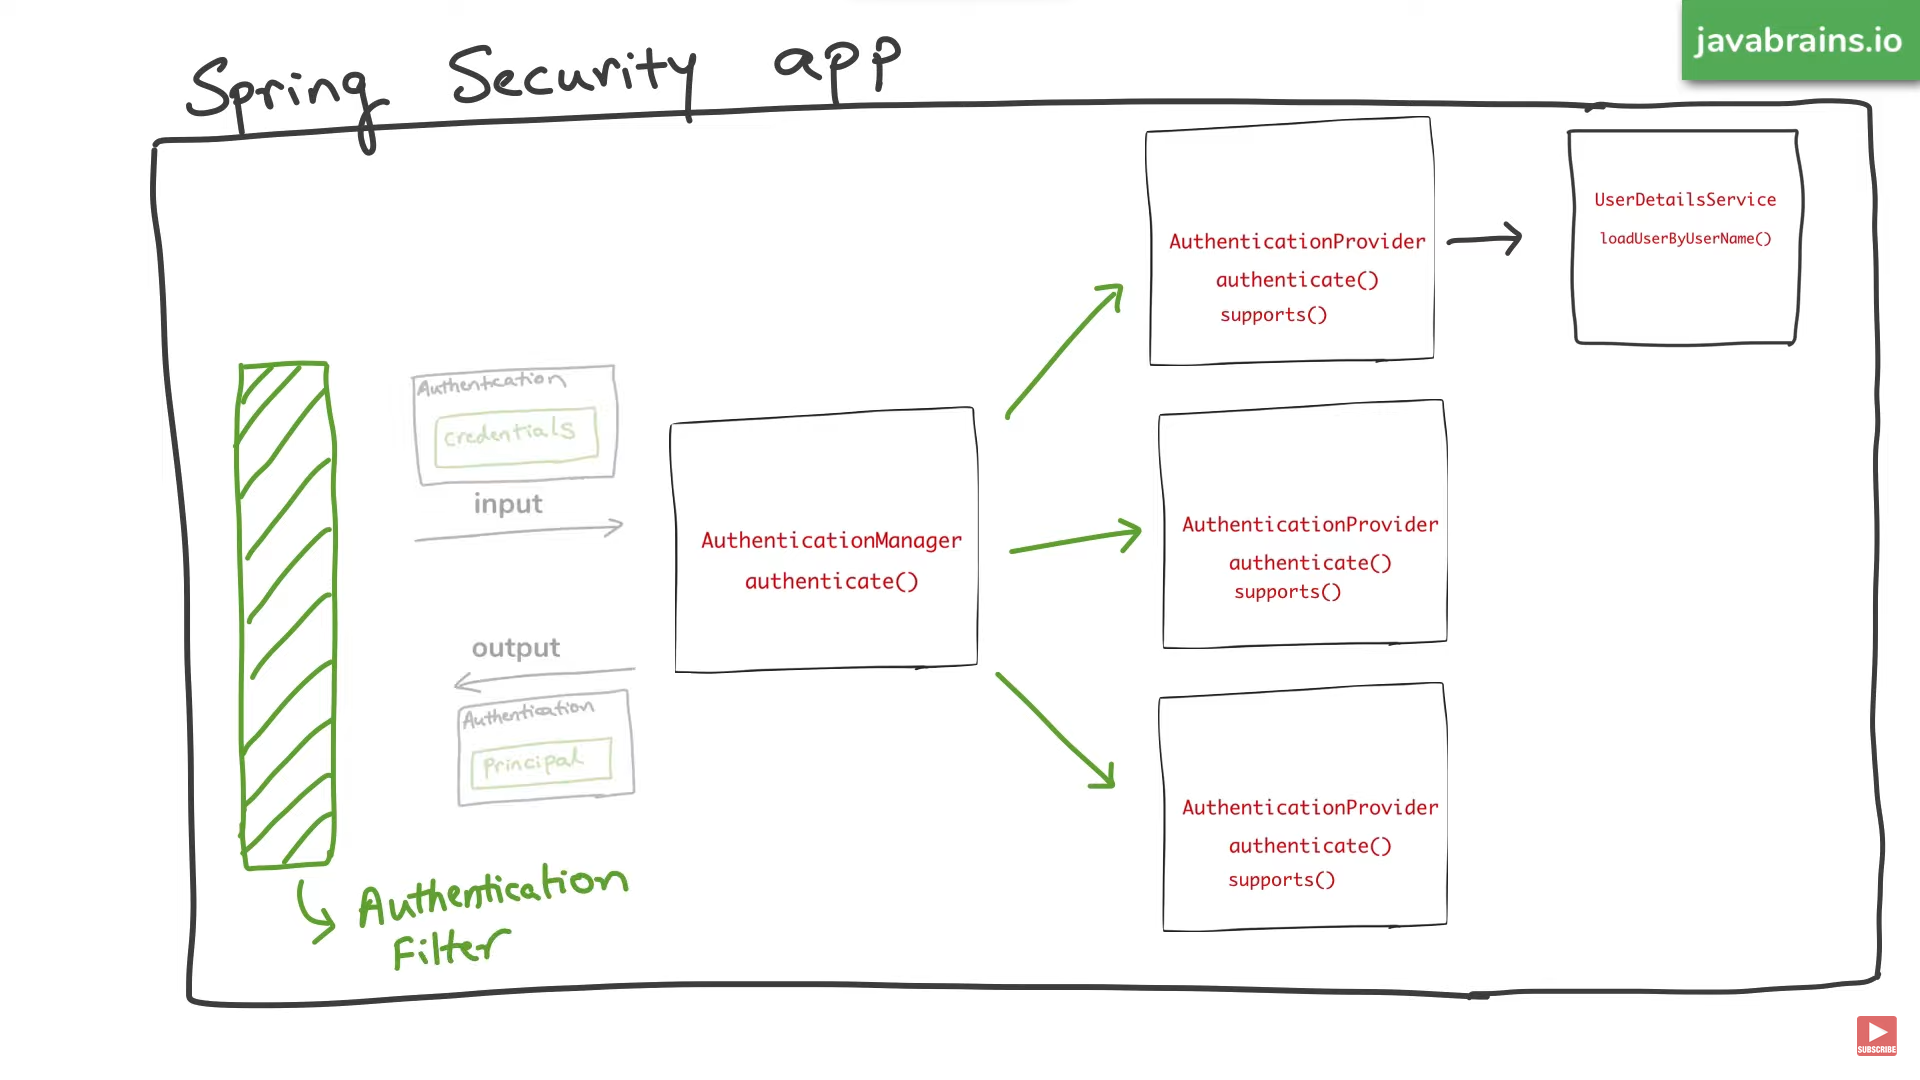 Spring Security app
javabrains.io
AuthenticationProvider
authenticate()
supports()
UserDetailsService
loadUserByUserName()
Authentication
credentials
input
AuthenticationManager
authenticate()
output
Authentication
Principal
AuthenticationProvider
authenticate()
supports()
AuthenticationProvider
authenticate()
supports()
Authentication
Filter
SUBSCRIBE